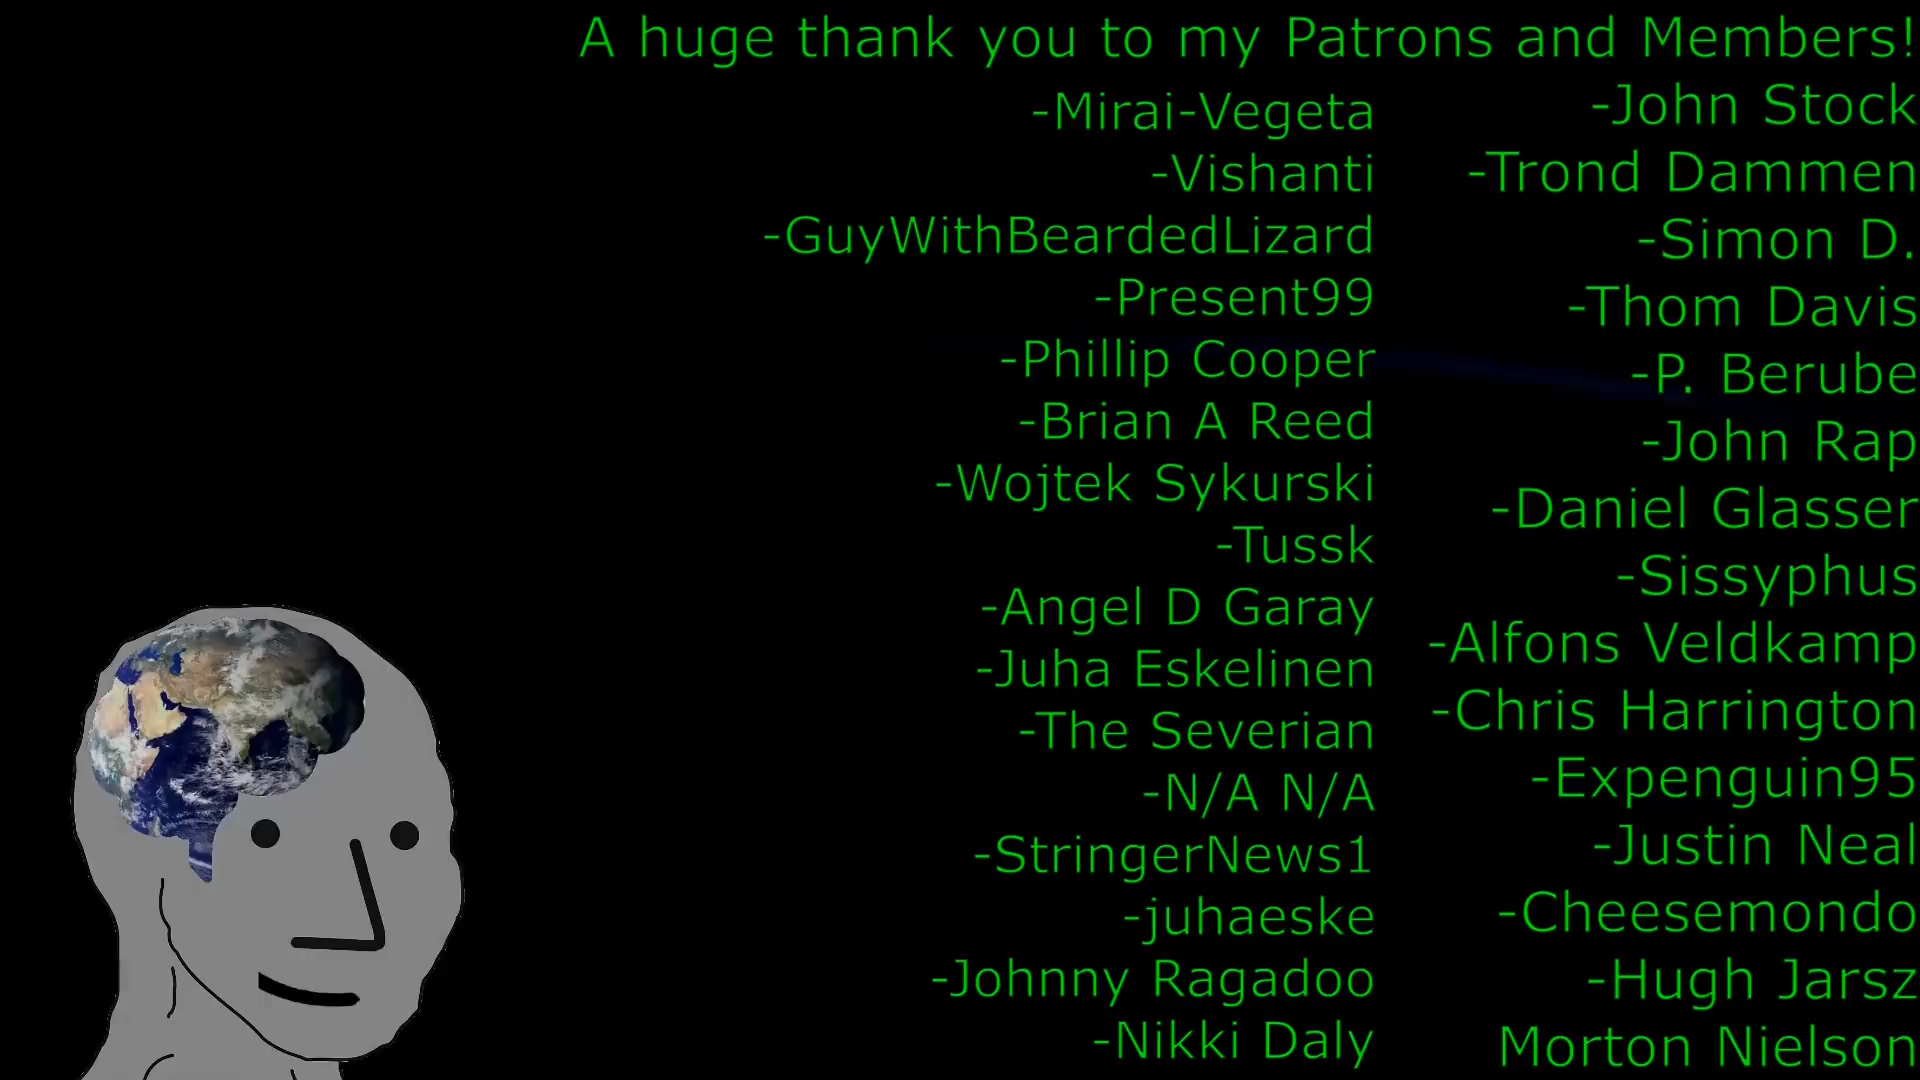 A huge thank you to my Patrons and Members!
-Mirai-Vegeta
-Vishanti
-GuyWithBeardedLizard
-Present99
-Phillip Cooper
-Brian A Reed
-Wojtek Sykurski
-Tussk
-Angel D Garay
-Juha Eskelinen
-The Severian
-N/A N/A
-StringerNews1
-juhaeske
-Johnny Ragadoo
-Nikki Daly
-John Stock
-Trond Dammen
-Simon D.
-Thom Davis
-P. Berube
-John Rap
-Daniel Glasser
-Sissyphus
-Alfons Veldkamp
-Chris Harrington
-Expenguin95
-Justin Neal
-Cheesemondo
-Hugh Jarsz
Morton Nielson